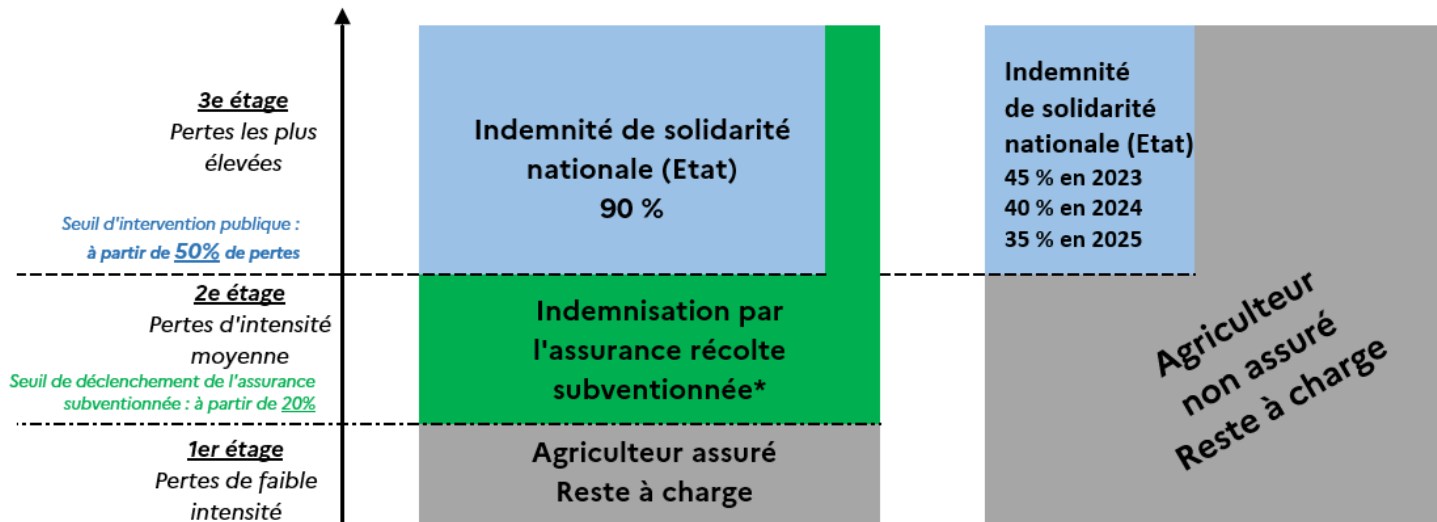 3e étage
Pertes les plus
élevées
Seuil d'intervention publique :
à partir de 50% de pertes
2e étage
Pertes d'intensité
moyenne
Seuil de déclenchement de l'assurance
subventionnée : à partir de 20%
1er étage
Pertes de faible
intensité
Indemnité de solidarité
nationale (Etat)
90 %
Indemnisation par
l'assurance récolte
subventionnée*
Agriculteur assuré
Reste à charge
Indemnité
de solidarité
nationale (Etat)
45 % en 2023
40 % en 2024
35 % en 2025
Agriculteur
non assuré
Reste à charge